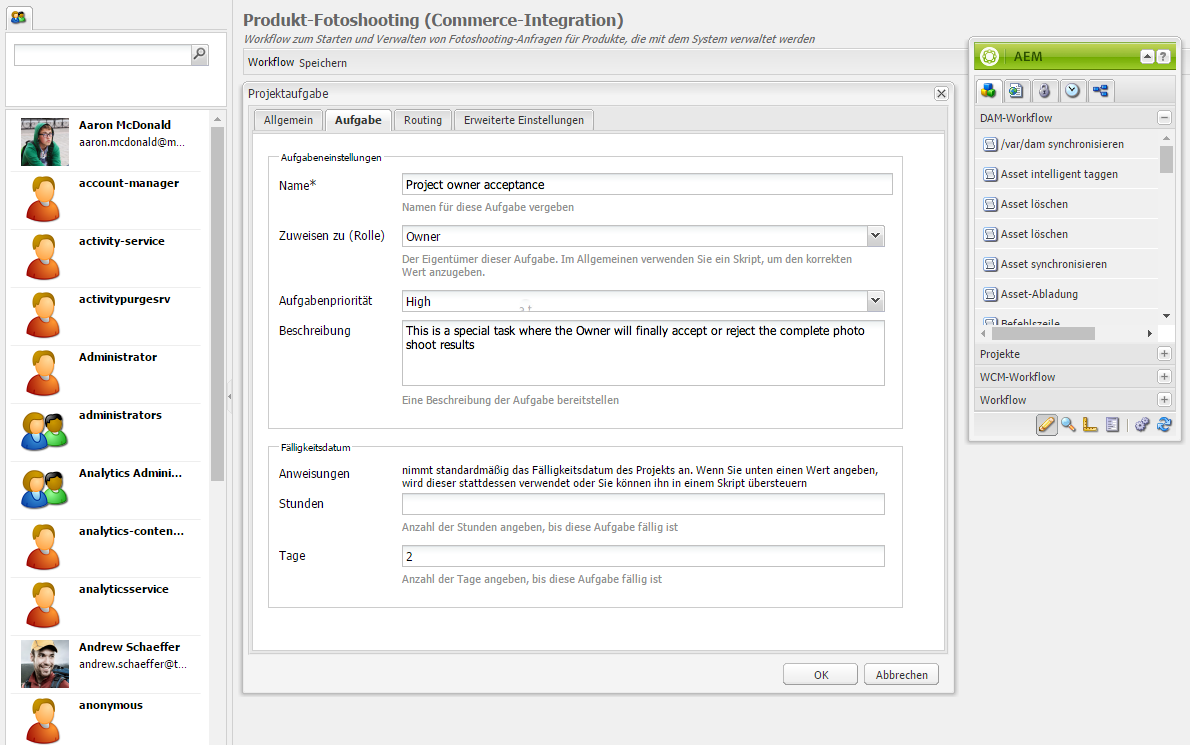 Produkt-Fotoshooting (Commerce-Integration)
Workflow zum Starten und Verwalten von Fotoshooting-Anfragen für Produkte, die mit dem System verwaltet werden
Workflow Speichern
Aaron McDonald
aaron.mcdonald@m...
account-manager
activity-service
activitypurgesrv
Administrator
administrators
Analytics Admini...
analytics-conten...
analyticsservice
Andrew Schaeffer
andrew.schaeffer@t...
anonymous
Projektaufgabe
Allgemein Aufgabe Routing Erweiterte Einstellungen
Aufgabeneinstellungen
Name* Project owner acceptance
Namen für diese Aufgabe vergeben
Zuweisen zu (Rolle) Owner
Der Eigentümer dieser Aufgabe. Im Allgemeinen verwenden Sie ein Skript, um den korrekten
Wert anzugeben.
Aufgabenpriorität High
Beschreibung This is a special task where the Owner will finally accept or reject the complete photo
shoot results
Eine Beschreibung der Aufgabe bereitstellen
Fälligkeitsdatum
Anweisungen nimmt standardmäßig das Fälligkeitsdatum des Projekts an. Wenn Sie unten einen Wert angeben,
wird dieser stattdessen verwendet oder Sie können ihn in einem Skript übersteuern
Stunden
Anzahl der Stunden angeben, bis diese Aufgabe fällig ist
Tage 2
Anzahl der Tage angeben, bis diese Aufgabe fällig ist
OK Abbrechen
AEM ?
DAM-Workflow
/var/dam synchronisieren
Asset intelligent taggen
Asset löschen
Asset löschen
Asset synchronisieren
Asset-Abladung
Befehlszeile
Projekte
WCM-Workflow
Workflow